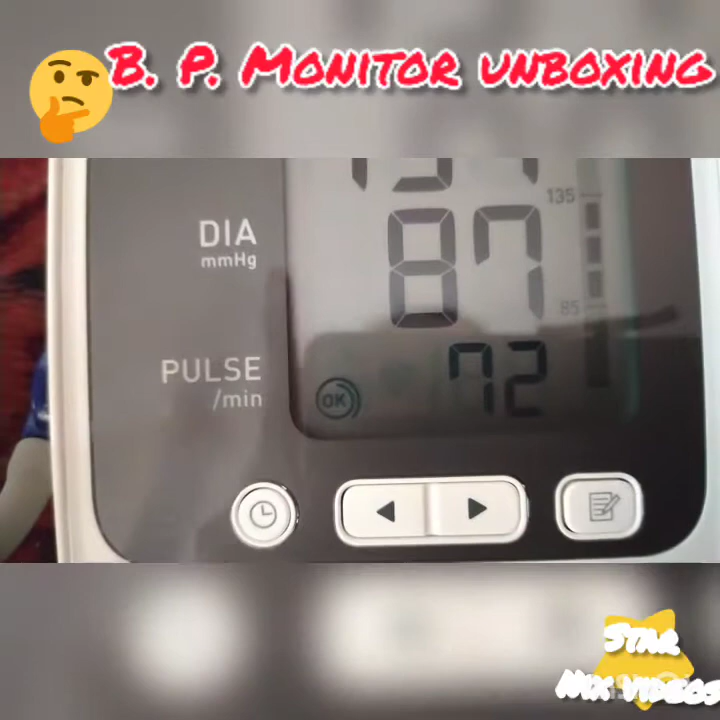 B. P. MONITOR UNBOXING
135
DIA
mmHg
87
85
PULSE
/min
72
OK
STAR
MIX VIDEOS